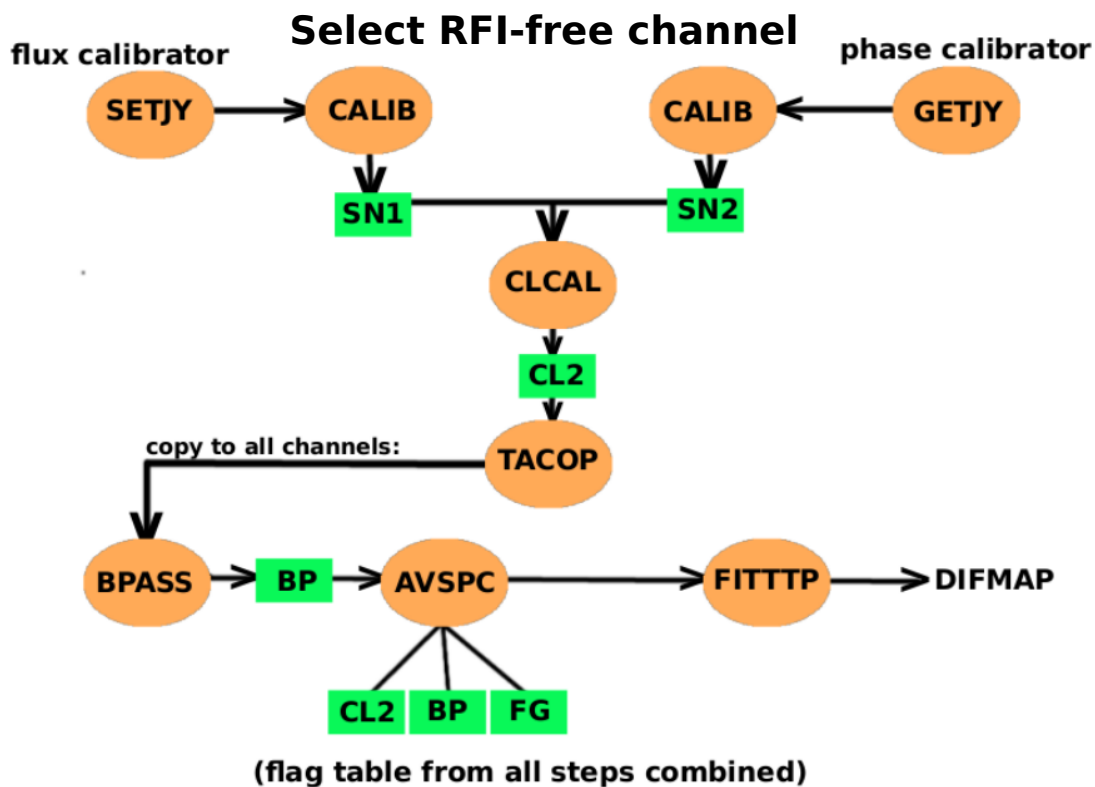 Select RFI-free channel
flux calibrator
phase calibrator
SETJY
CALIB
CALIB
GETJY
SN1
SN2
CLCAL
CL2
TACOP
copy to all channels:
BPASS
BP
AVSPC
FITTTP
DIFMAP
CL2
BP
FG
(flag table from all steps combined)